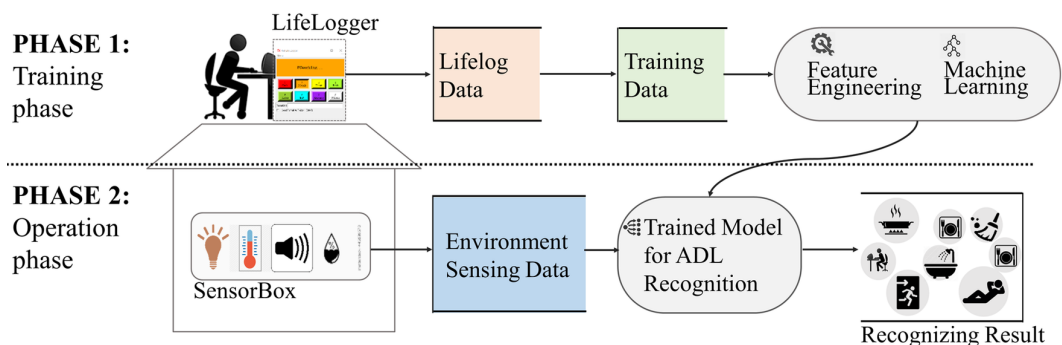 LifeLogger
PHASE 1:
Training
phase
Lifelog
Data
Training
Data
Feature
Engineering
Machine
Learning
PHASE 2:
Operation
phase
SensorBox
Environment
Sensing Data
Trained Model
for ADL
Recognition
Recognizing Result